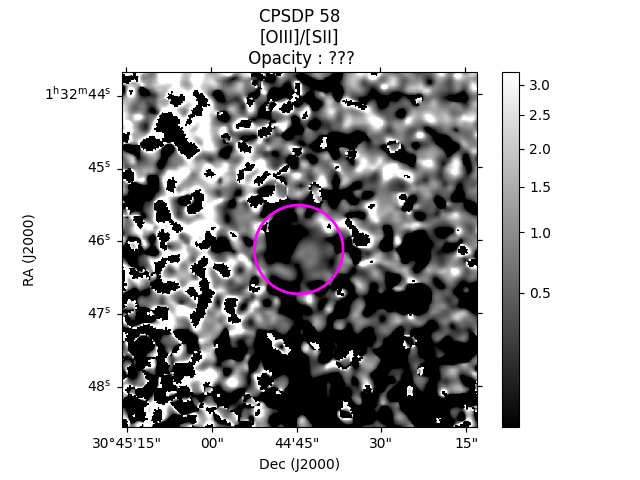 CPSDP 58
[OIII]/[SII]
Opacity : ???
1ʰ32ᵐ44ˢ
45ˢ
46ˢ
47ˢ
48ˢ
RA (J2000)
30°45'15" 00" 44'45" 30" 15"
Dec (J2000)
3.0
2.5
2.0
1.5
1.0
0.5